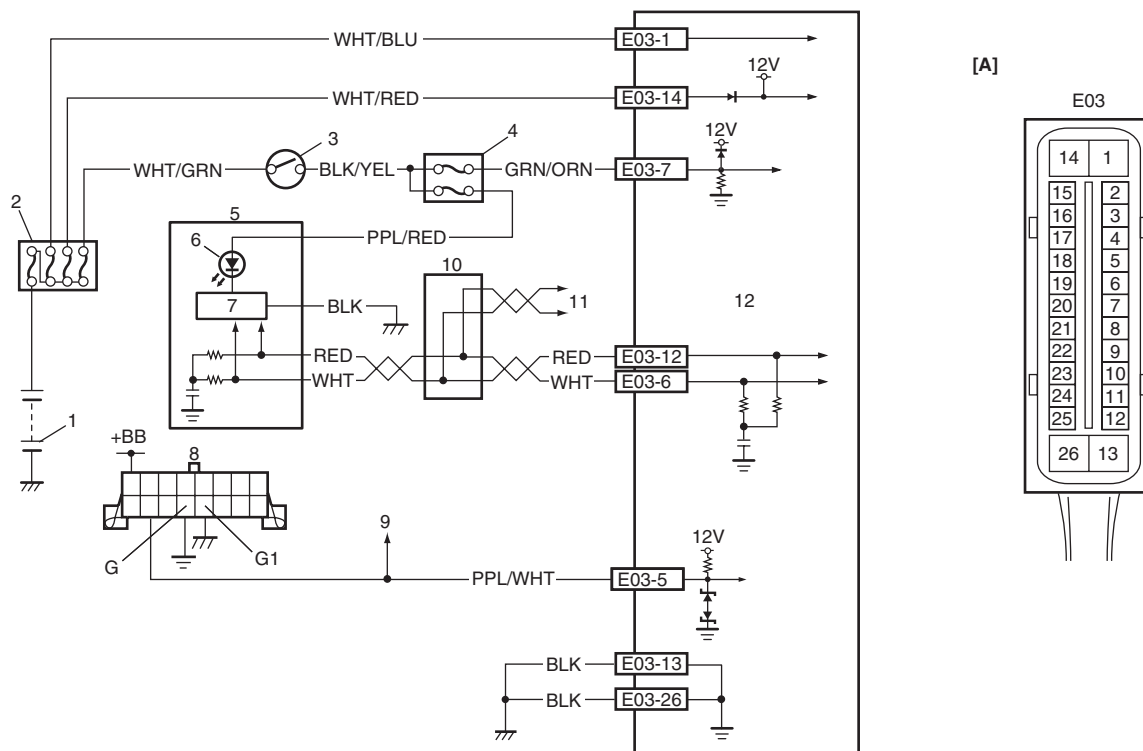 WHT/BLU
E03-1
[A]
12V
WHT/RED
E03-14
E03
3
4
12V
WHT/GRN
BLK/YEL
GRN/ORN
E03-7
14 1
2
5
15 2
16 3
17 4
18 5
19 6
20 7
21 8
22 9
23 10
24 11
25 12
26 13
PPL/RED
6
10
7
BLK
11
12
RED
RED
E03-12
WHT
WHT
E03-6
1
+BB
8
9
12V
G
G1
PPL/WHT
E03-5
BLK
E03-13
BLK
E03-26